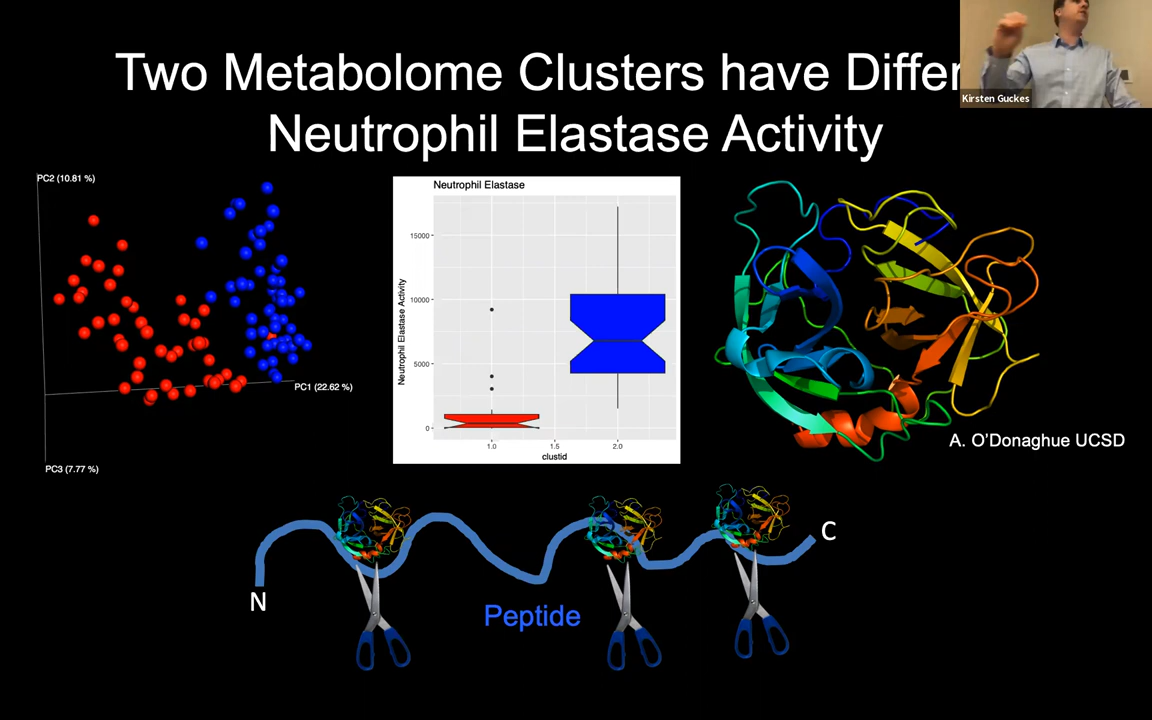 Two Metabolome Clusters have Differ
Neutrophil Elastase Activity
Kirsten Guckes
PC2 (10.81 %)
PC1 (22.62 %)
PC3 (7.77 %)
Neutrophil Elastase
Neutrophil Elastase Activity
15000
10000
5000
0
1.0
1.5
2.0
clustid
A. O'Donaghue UCSD
N
Peptide
C